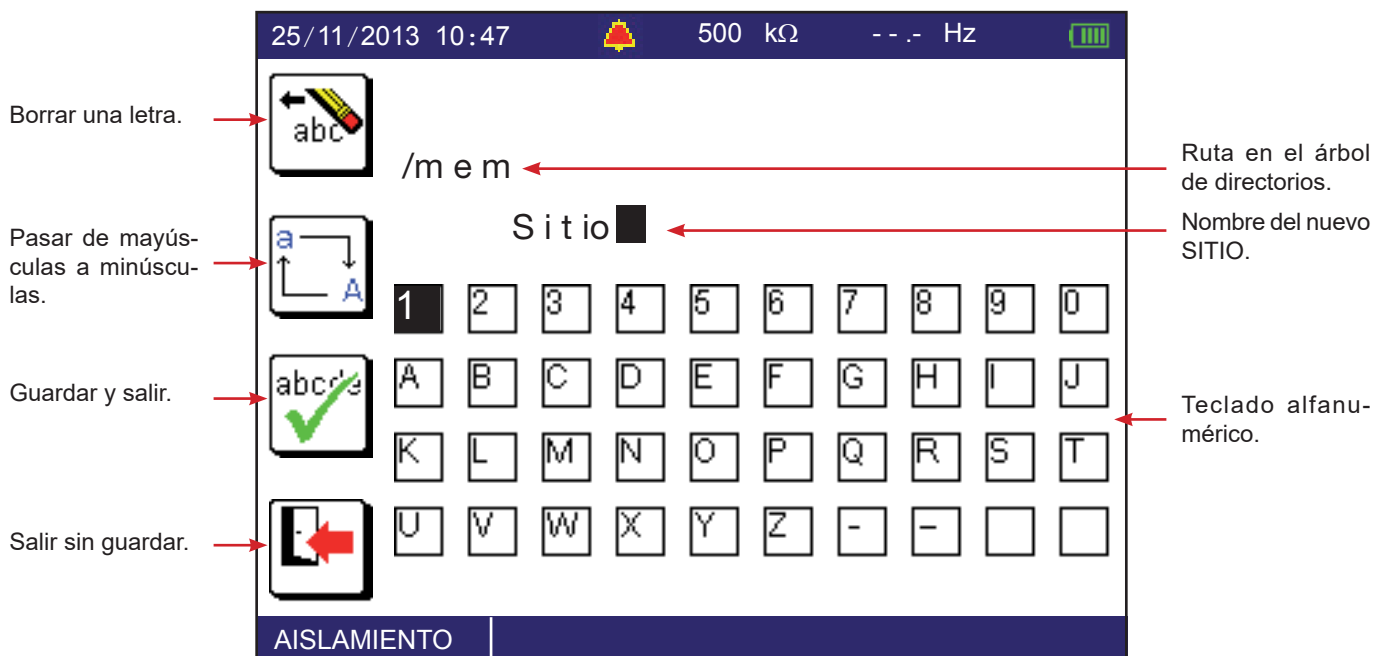 25/11/2013 10:47 500 kΩ - - .- Hz
Borrar una letra.
abc
/m e m
Ruta en el árbol
de directorios.
S i t io
Nombre del nuevo
SITIO.
Pasar de mayús-
culas a minúscu-
las.
a
A
1 2 3 4 5 6 7 8 9 0
Guardar y salir.
abcde
A B C D E F G H I J
Teclado alfanu-
mérico.
K L M N O P Q R S T
Salir sin guardar.
U V W X Y Z - –
AISLAMIENTO